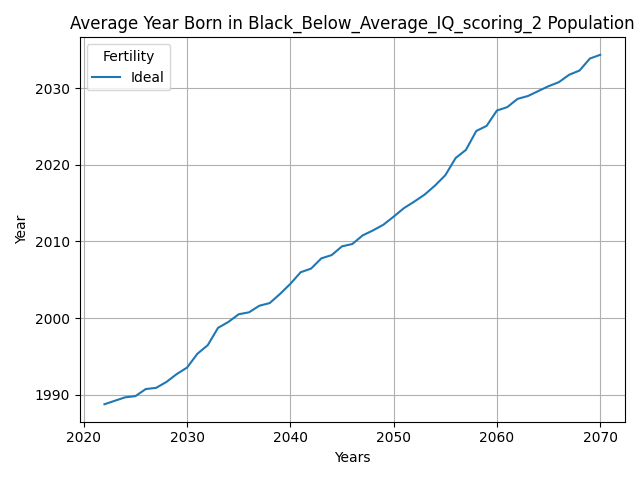 Average Year Born in Black_Below_Average_IQ_scoring_2 Population
Fertility
Ideal
Year
2030
2020
2010
2000
1990
2020 2030 2040 2050 2060 2070
Years